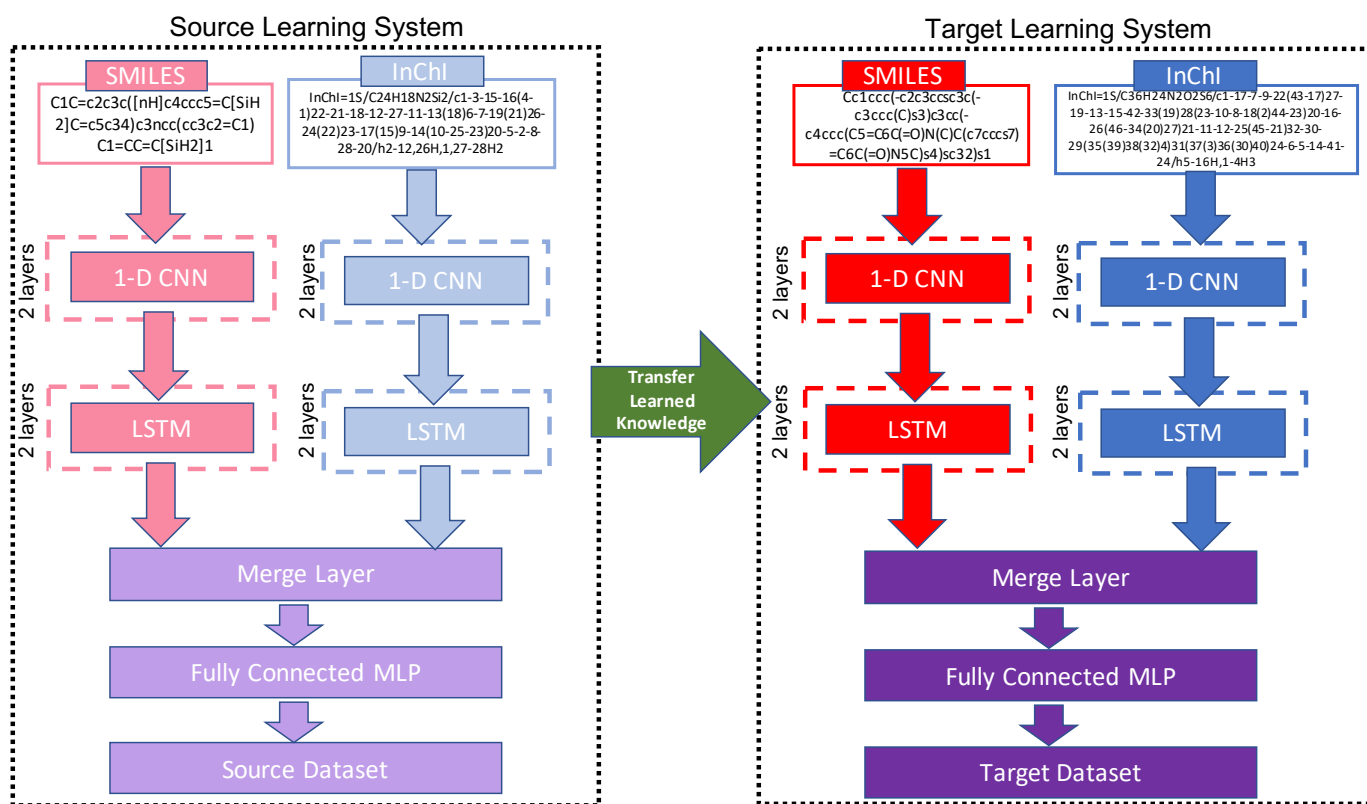 Source Learning System
SMILES
C1C=c2c3c([nH]c4ccc5=C[SiH
2]C=c5c34)c3ncc(cc3c2=C1)
C1=CC=C[SiH2]1
InChI
InChI=1S/C24H18N2Si2/c1-3-15-16(4-
1)22-21-18-12-27-11-13(18)6-7-19(21)26-
24(22)23-17(15)9-14(10-25-23)20-5-2-8-
28-20/h2-12,26H,1,27-28H2
2 layers
1-D CNN
2 layers
1-D CNN
2 layers
LSTM
2 layers
LSTM
Merge Layer
Fully Connected MLP
Source Dataset
Transfer
Learned
Knowledge
Target Learning System
SMILES
Cc1ccc(-c2c3ccsc3c(-
c3ccc(C)s3)c3cc(-
c4ccc(C5=C6C(=O)N(C)C(c7cccs7)
=C6C(=O)N5C)s4)sc32)s1
InChI
InChI=1S/C36H24N2O2S6/c1-17-7-9-22(43-17)27-
19-13-15-42-33(19)28(23-10-8-18(2)44-23)20-16-
26(46-34(20)27)21-11-12-25(45-21)32-30-
29(35(39)38(32)4)31(37(3)36(30)40)24-6-5-14-41-
24/h5-16H,1-4H3
2 layers
1-D CNN
2 layers
1-D CNN
2 layers
LSTM
2 layers
LSTM
Merge Layer
Fully Connected MLP
Target Dataset